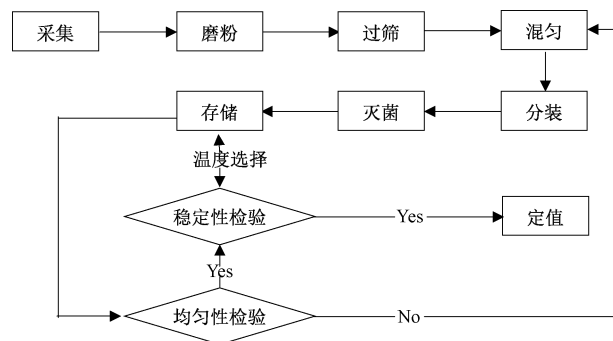 采集
磨粉
过筛
混匀
存储
灭菌
分装
温度选择
稳定性检验
Yes
定值
Yes
均匀性检验
No